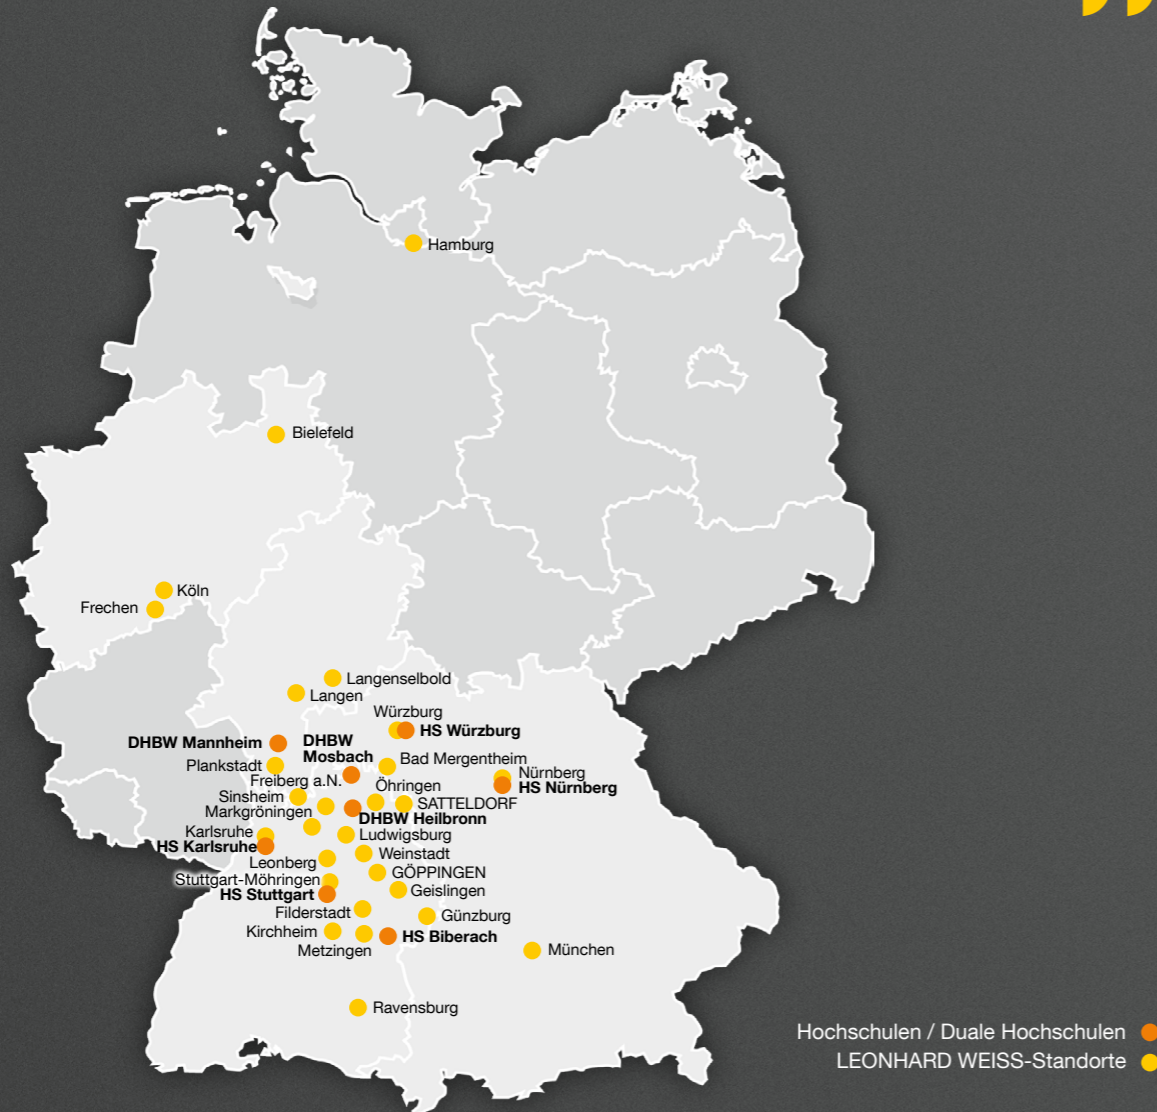 Hamburg
Bielefeld
Köln
Frechen
Langenselbold
Langen
Würzburg
HS Würzburg
DHBW Mannheim
DHBW
Mosbach
Bad Mergentheim
Plankstadt
Nürnberg
Freiberg a.N.
Öhringen
HS Nürnberg
Sinsheim
SATTELDORF
Markgröningen
DHBW Heilbronn
Karlsruhe
Ludwigsburg
HS Karlsruhe
Weinstadt
Leonberg
GÖPPINGEN
Stuttgart-Möhringen
Geislingen
HS Stuttgart
Filderstadt
Günzburg
Kirchheim
HS Biberach
Metzingen
München
Ravensburg
Hochschulen / Duale Hochschulen
LEONHARD WEISS-Standorte